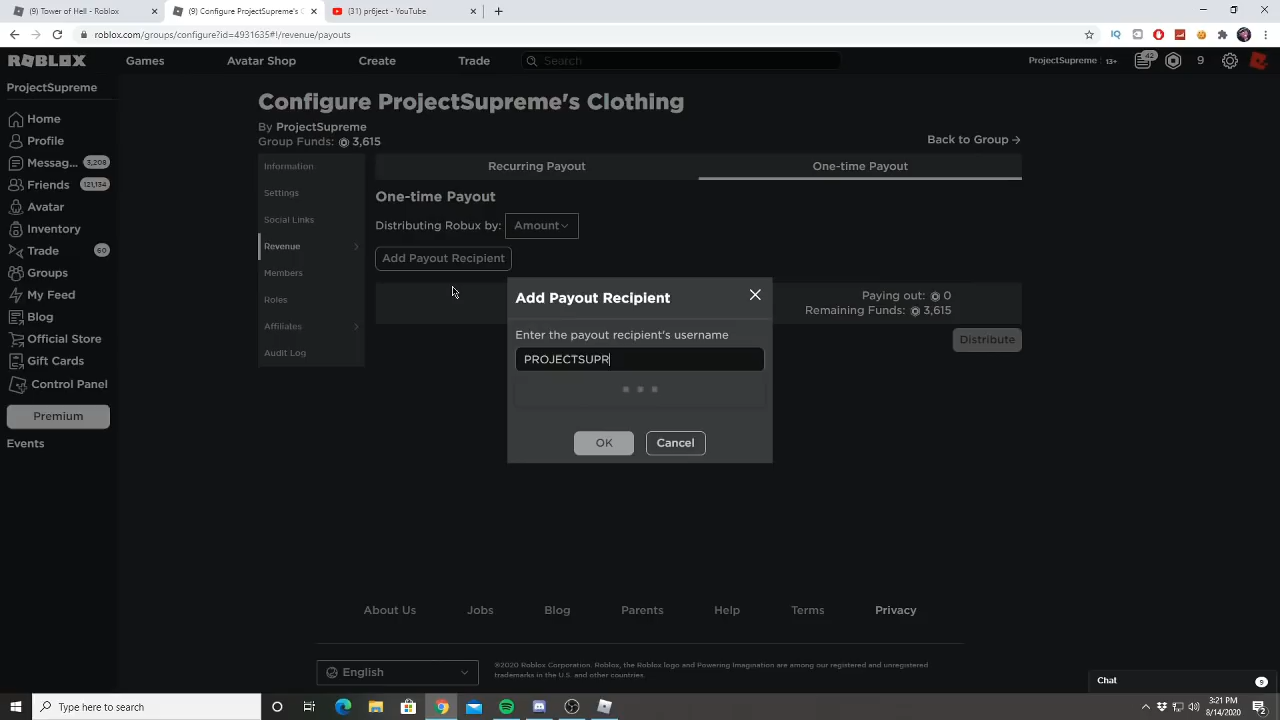 (9) Tower of Hell - Roblox
(9) Configure ProjectSupreme's C
(31) project - YouTube
roblox.com/groups/configure?id=4931635#!/revenue/payouts
IQ
ROBLOX
Games
Avatar Shop
Create
Trade
Search
ProjectSupreme
13+
9
ProjectSupreme
Home
Profile
Messag... 3,208
Friends 121,134
Avatar
Inventory
Trade 60
Groups
My Feed
Blog
Official Store
Gift Cards
Control Panel
Premium
Events
Configure ProjectSupreme's Clothing
By ProjectSupreme
Group Funds: 3,615
Back to Group
Information
Settings
Social Links
Revenue
Members
Roles
Affiliates
Audit Log
Recurring Payout
One-time Payout
One-time Payout
Distributing Robux by: Amount
Add Payout Recipient
Paying out: 0
Remaining Funds: 3,615
Distribute
Add Payout Recipient
Enter the payout recipient's username
PROJECTSUPR
OK
Cancel
About Us
Jobs
Blog
Parents
Help
Terms
Privacy
English
©2020 Roblox Corporation. Roblox, the Roblox logo and Powering Imagination are among our registered and unregistered
trademarks in the U.S. and other countries.
Chat
9
Type here to search
3:21 PM
8/14/2020